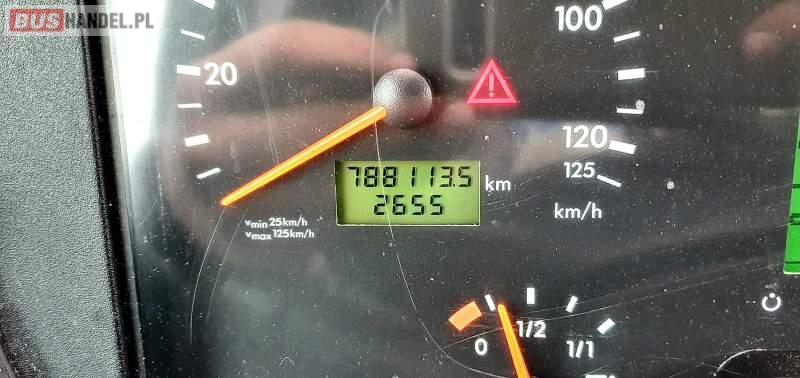 BUSHANDEL.PL
100
20
120
125
km/h
788113.5 km
2655
vmin 25km/h
vmax 125km/h
0 1/2 1/1